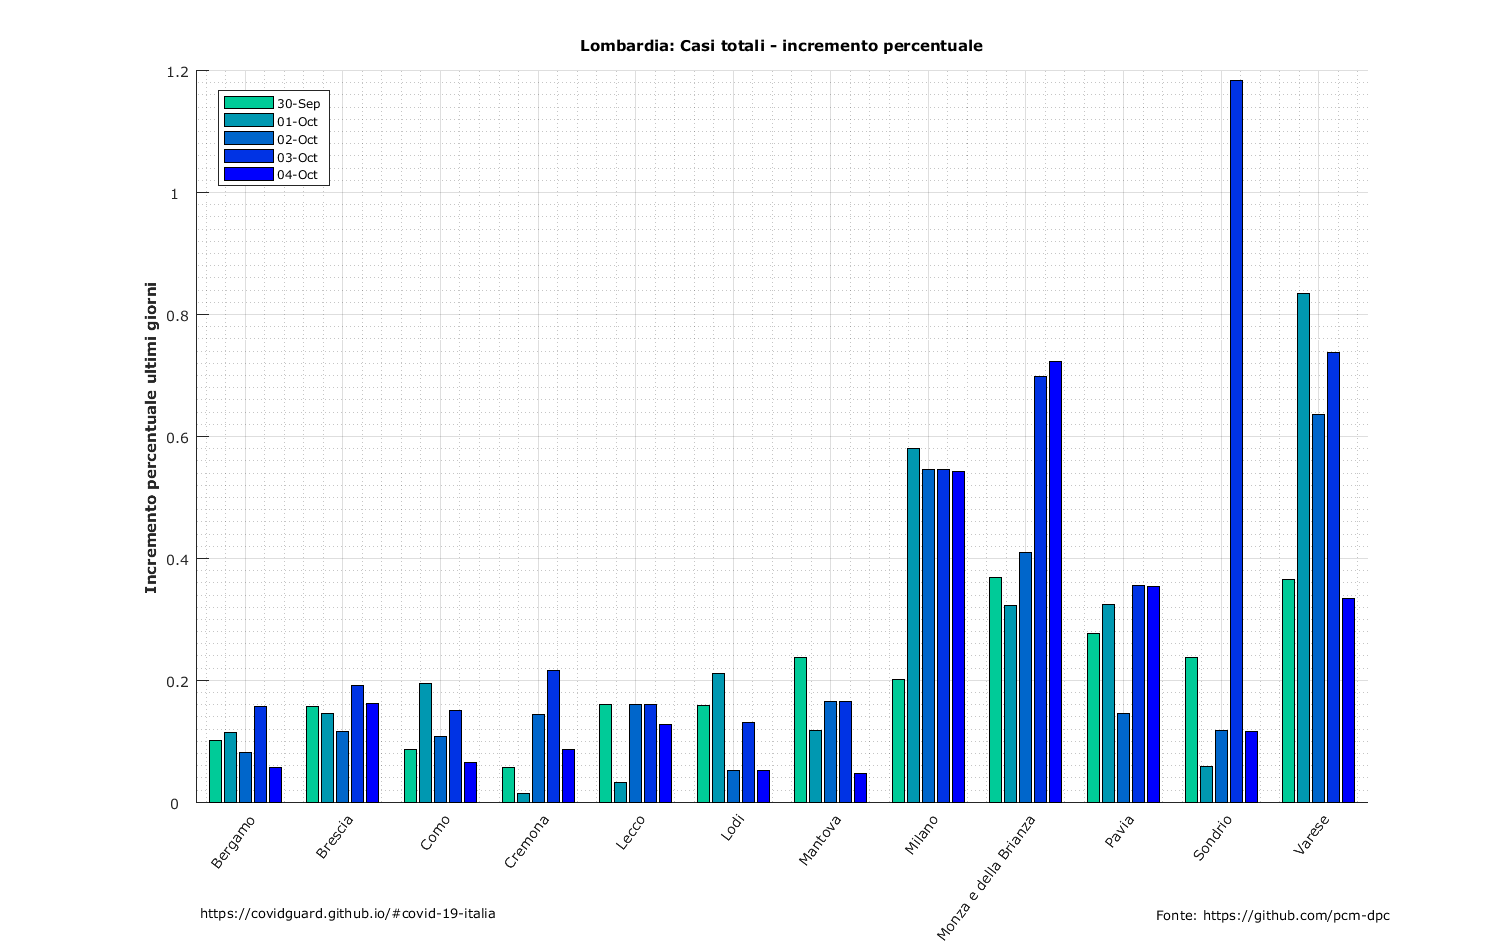 Lombardia: Casi totali - incremento percentuale
1.2
1
0.8
0.6
0.4
0.2
0
Incremento percentuale ultimi giorni
30-Sep
01-Oct
02-Oct
03-Oct
04-Oct
Bergamo
Brescia
Como
Cremona
Lecco
Lodi
Mantova
Milano
Monza e della Brianza
Pavia
Sondrio
Varese
https://covidguard.github.io/#covid-19-italia
Fonte: https://github.com/pcm-dpc